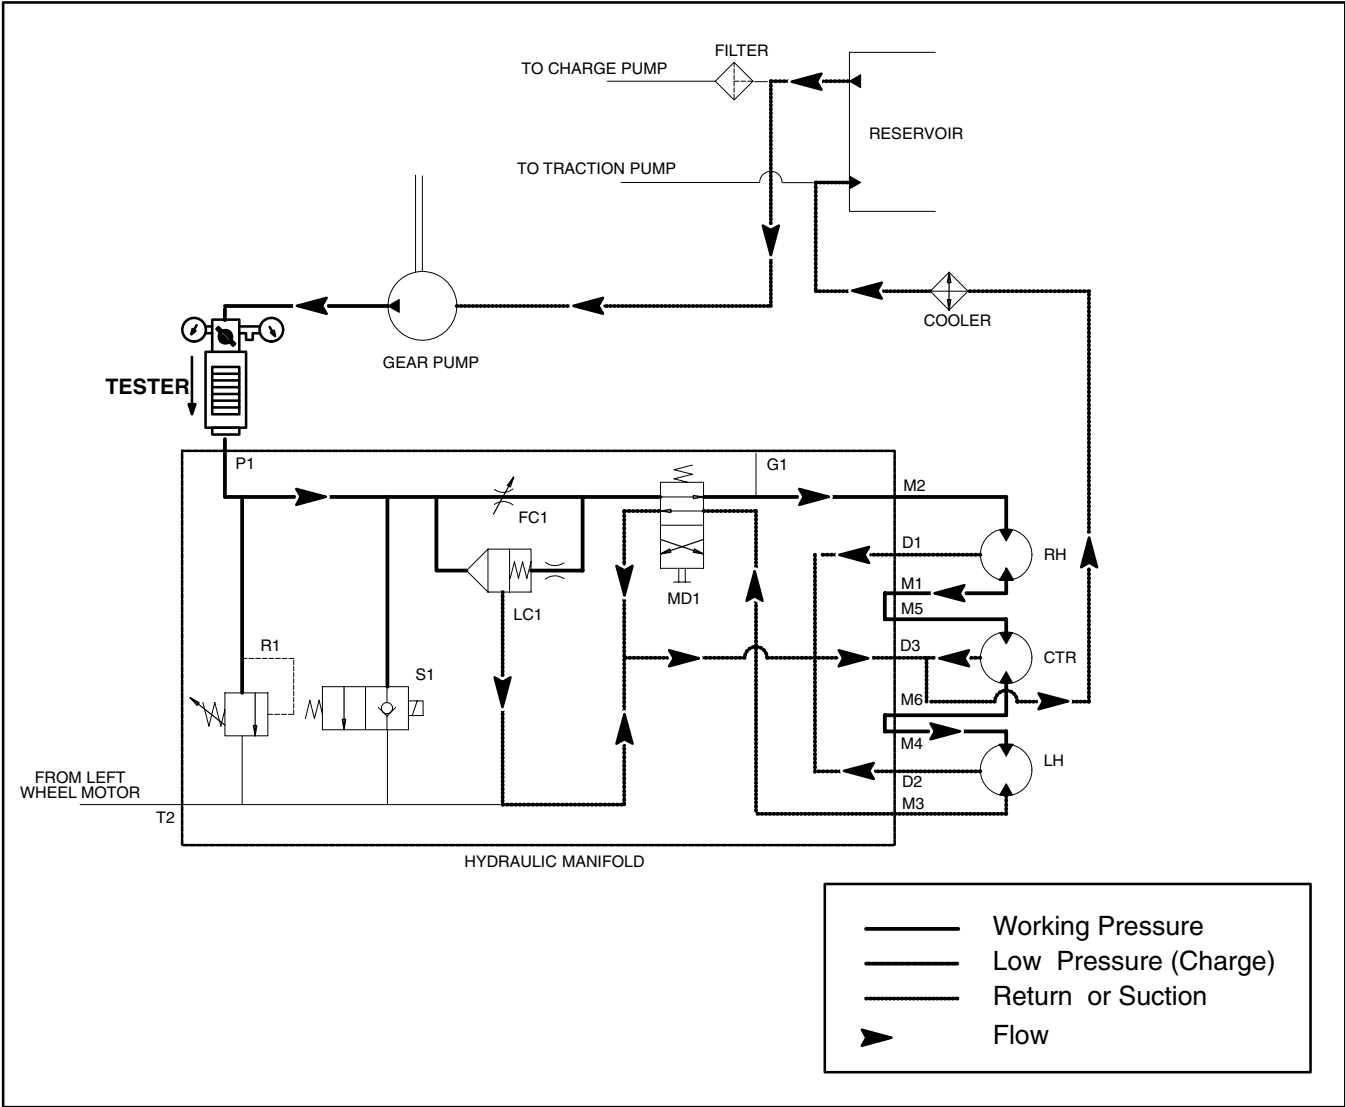 FILTER
TO CHARGE PUMP
RESERVOIR
TO TRACTION PUMP
COOLER
GEAR PUMP
TESTER
P1
G1
M2
FC1
D1
RH
MD1
M1
LC1
M5
R1
D3
CTR
S1
M6
M4
LH
FROM LEFT
WHEEL MOTOR
D2
M3
T2
HYDRAULIC MANIFOLD
Working Pressure
Low Pressure (Charge)
Return or Suction
Flow